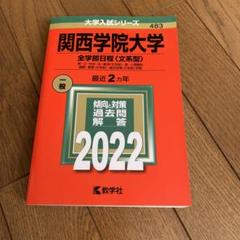 大学入試シリーズ
483
関西学院大学
全学部日程〈文系型〉
一般
最近2カ年
傾向と対策
過去問
解答
2022
教学社